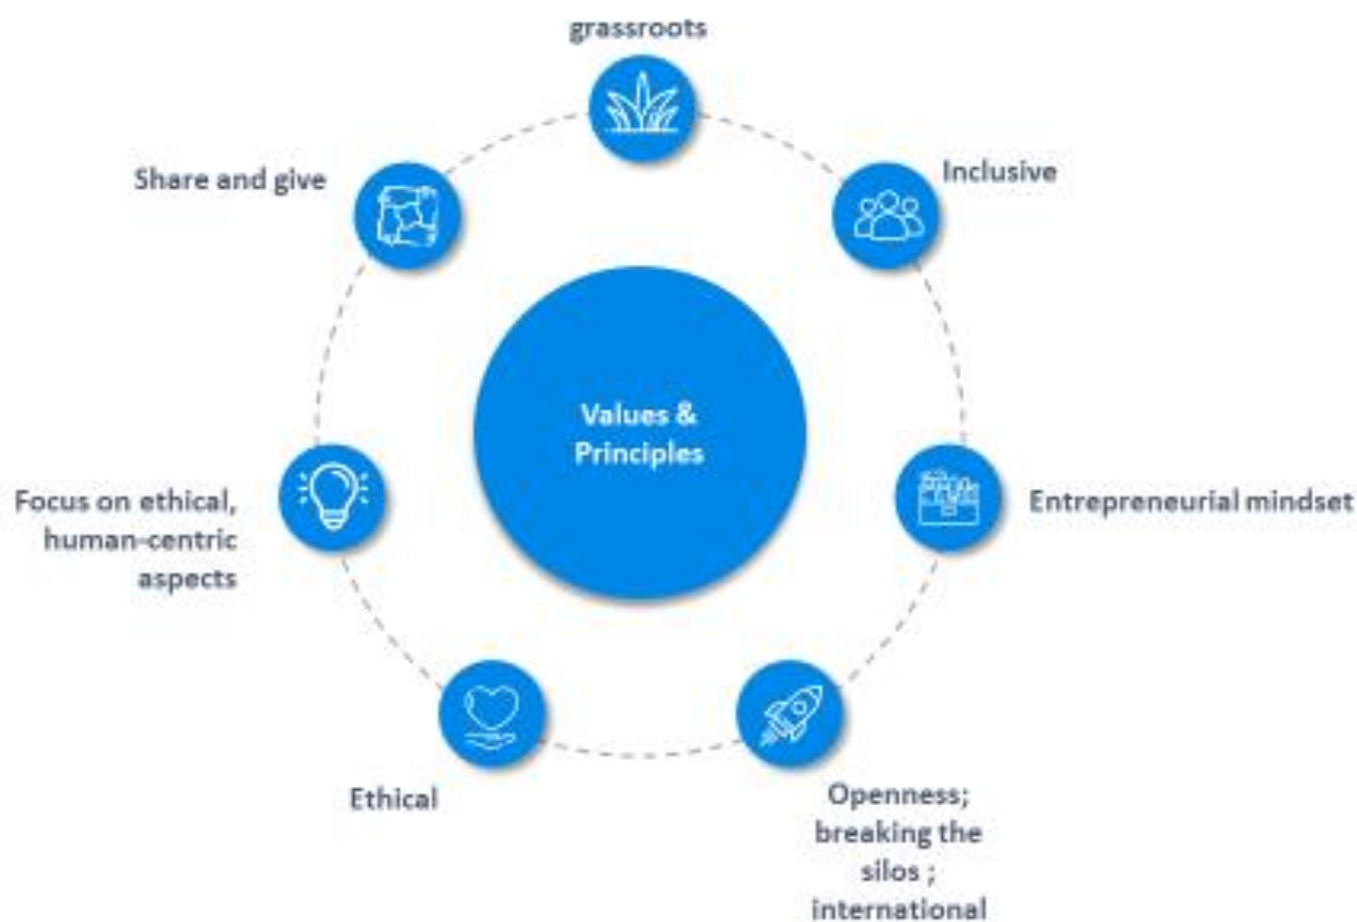 grassroots
Inclusive
Share and give
Values &
Principles
Entrepreneurial mindset
Focus on ethical,
human-centric
aspects
Ethical
Openness;
breaking the
silos ;
international